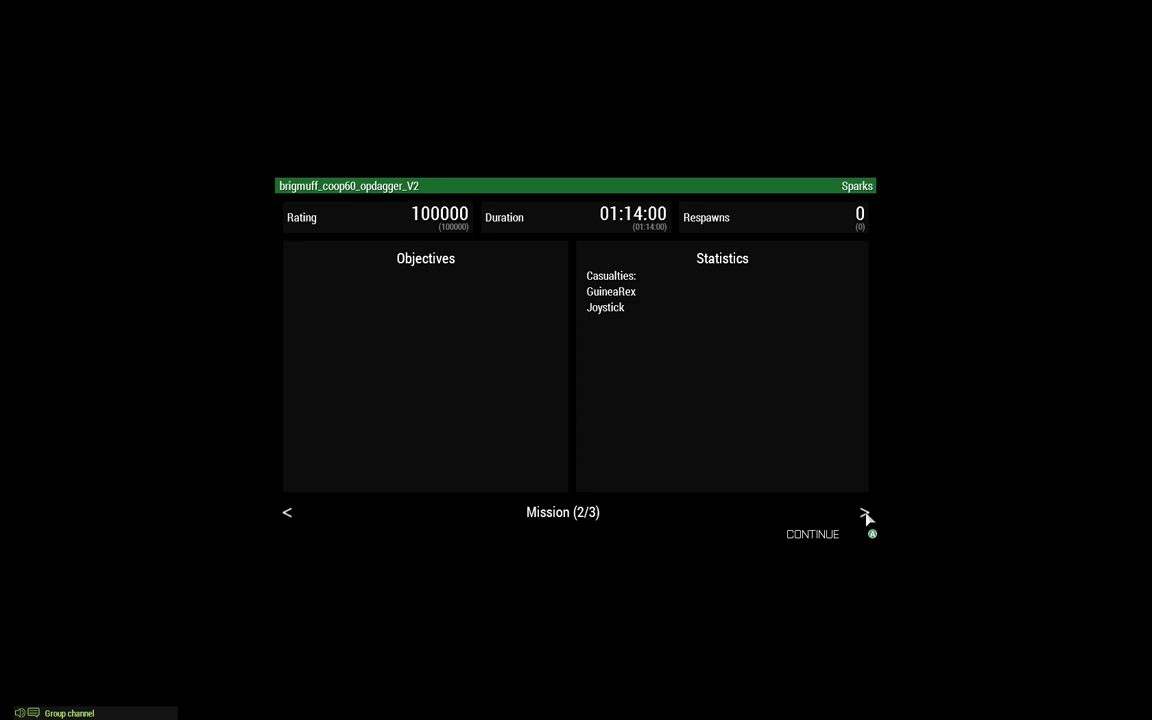 brigmuff_coop60_opdagger_V2 Sparks
Rating 100000 Duration 01:14:00 Respawns 0
(100000) (01:14:00) (0)
Objectives
Statistics
Casualties:
GuineaRex
Joystick
< Mission (2/3) >
CONTINUE A
Group channel